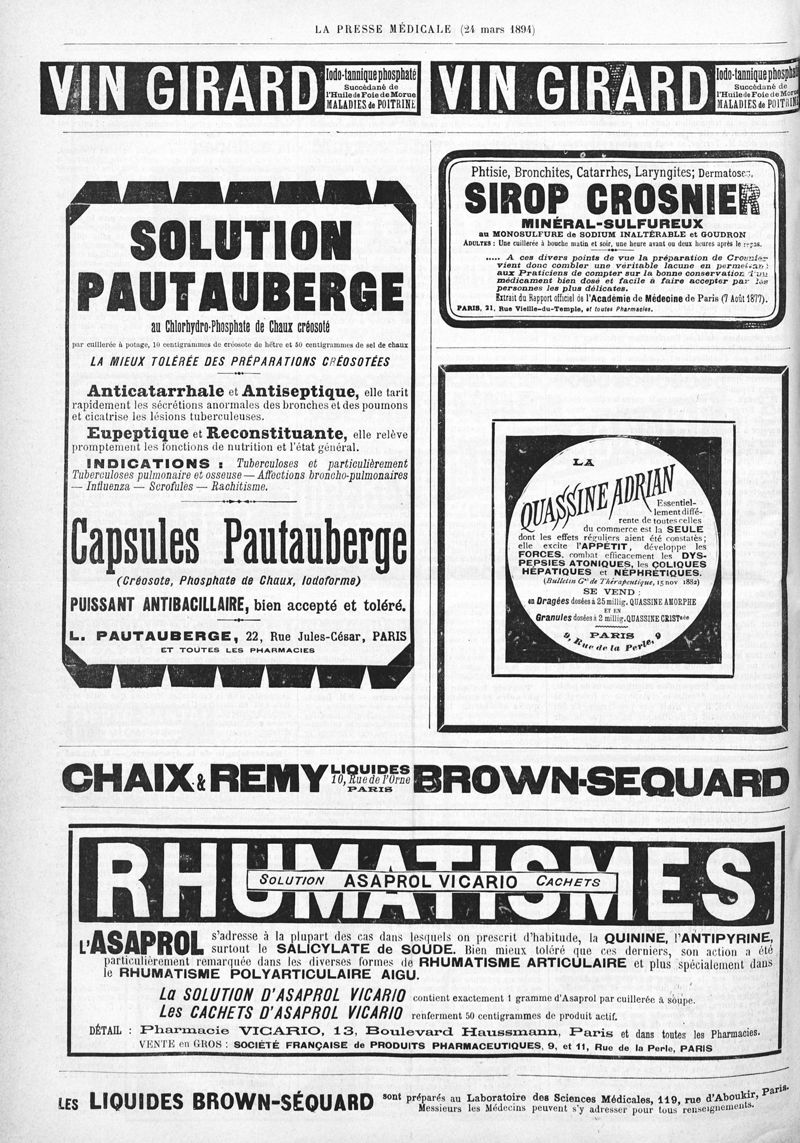 LA PRESSE MÉDICALE (24 mars 1894)
VIN GIRARD
Iodo-tannique phosphaté
Succédané de
l'Huile de Foie de Morue
MALADIES de POITRINE
VIN GIRARD
Iodo-tannique phosphaté
Succédané de
l'Huile de Foie de Morue
MALADIES de POITRINE
SOLUTION
PAUTAUBERGE
au Chlorhydro-Phosphate de Chaux créosoté
par cuillerée à potage, 10 centigrammes de créosote de hêtre et 50 centigrammes de sel de chaux
LA MIEUX TOLÉRÉE DES PRÉPARATIONS CRÉOSOTÉES
Anticatarrhale et Antiseptique, elle tarit
rapidement les sécrétions anormales des bronches et des poumons
et cicatrise les lésions tuberculeuses.
Eupeptique et Reconstituante, elle relève
promptement les fonctions de nutrition et l'état général.
INDICATIONS : Tuberculoses et particulièrement
Tuberculoses pulmonaire et osseuse — Affections broncho-pulmonaires
— Influenza — Scrofules — Rachitisme.
Capsules Pautauberge
(Créosote, Phosphate de Chaux, Iodoforme)
PUISSANT ANTIBACILLAIRE, bien accepté et toléré.
L. PAUTAUBERGE, 22, Rue Jules-César, PARIS
ET TOUTES LES PHARMACIES
Phtisie, Bronchites, Catarrhes, Laryngites; Dermatoses.
SIROP CROSNIER
MINÉRAL-SULFUREUX
au MONOSULFURE de SODIUM INALTÉRABLE et GOUDRON
ADULTES : Une cuillerée à bouche matin et soir, une heure avant ou deux heures après le repas.
..... A ces divers points de vue la préparation de Crosnier
vient donc combler une véritable lacune en permettant
aux Praticiens de compter sur la bonne conservation d'un
médicament bien dosé et facile à faire accepter par les
personnes les plus délicates.
Extrait du Rapport officiel de l'Académie de Médecine de Paris (7 Août 1877).
PARIS, 21, Rue Vieille-du-Temple, et toutes Pharmacies.
LA
QUASSINE ADRIAN
Essentiel-
lement diffé-
rente de toutes celles
du commerce est la SEULE
dont les effets réguliers aient été constatés;
elle excite l'APPÉTIT, développe les
FORCES, combat efficacement les DYS-
PEPSIES ATONIQUES, les COLIQUES
HÉPATIQUES et NÉPHRÉTIQUES.
(Bulletin Gal de Thérapeutique, 15 nov 1882)
SE VEND :
en Dragées dosées à 25 millig. QUASSINE AMORPHE
ET EN
Granules dosées à 2 millig. QUASSINE CRISTisée
PARIS
9, Rue de la Perle, 9
CHAIX & REMY
LIQUIDES
10, Rue de l'Orne
PARIS
BROWN-SEQUARD
RHUMATISMES
SOLUTION ASAPROL VICARIO CACHETS
L'ASAPROL s'adresse à la plupart des cas dans lesquels on prescrit d'habitude, la QUININE, l'ANTIPYRINE,
surtout le SALICYLATE de SOUDE. Bien mieux toléré que ces derniers, son action a été
particulièrement remarquée dans les diverses formes de RHUMATISME ARTICULAIRE et plus spécialement dans
le RHUMATISME POLYARTICULAIRE AIGU.
La SOLUTION D'ASAPROL VICARIO contient exactement 1 gramme d'Asaprol par cuillerée à soupe.
Les CACHETS D'ASAPROL VICARIO renferment 50 centigrammes de produit actif.
DÉTAIL : Pharmacie VICARIO, 13, Boulevard Haussmann, Paris et dans toutes les Pharmacies.
VENTE en GROS : SOCIÉTÉ FRANÇAISE de PRODUITS PHARMACEUTIQUES, 9, et 11, Rue de la Perle, PARIS
LES LIQUIDES BROWN-SÉQUARD sont préparés au Laboratoire des Sciences Médicales, 119, rue d'Aboukir, Paris.
Messieurs les Médecins peuvent s'y adresser pour tous renseignements.